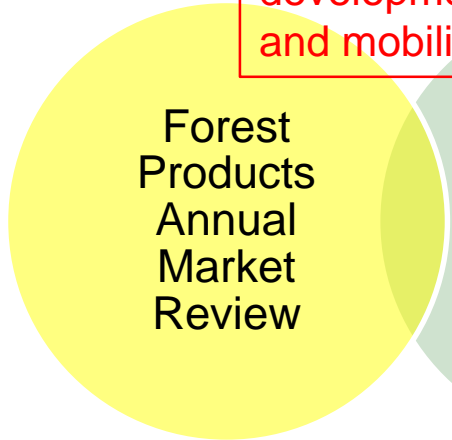 and mobili
Forest
Products
Annual
Market
Review